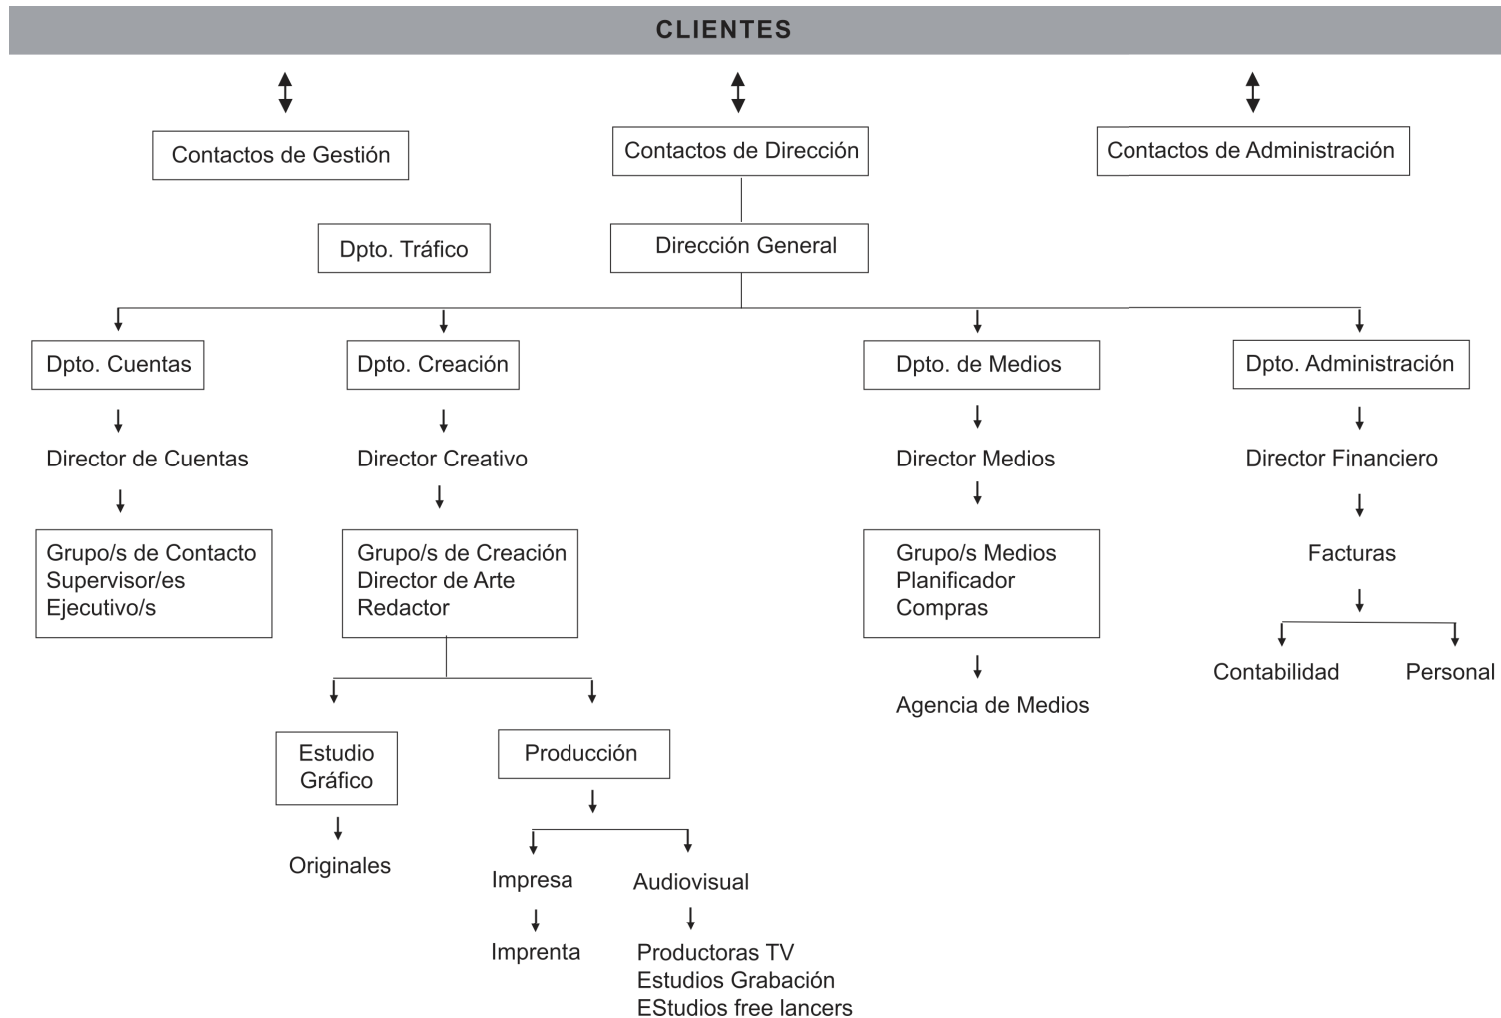 CLIENTES
Contactos de Gestión
Contactos de Dirección
Contactos de Administración
Dpto. Tráfico
Dirección General
Dpto. Cuentas
Dpto. Creación
Dpto. de Medios
Dpto. Administración
Director de Cuentas
Director Creativo
Director Medios
Director Financiero
Grupo/s de Contacto
Supervisor/es
Ejecutivo/s
Grupo/s de Creación
Director de Arte
Redactor
Grupo/s Medios
Planificador
Compras
Facturas
Contabilidad
Personal
Agencia de Medios
Estudio
Gráfico
Producción
Originales
Impresa
Audiovisual
Imprenta
Productoras TV
Estudios Grabación
EStudios free lancers